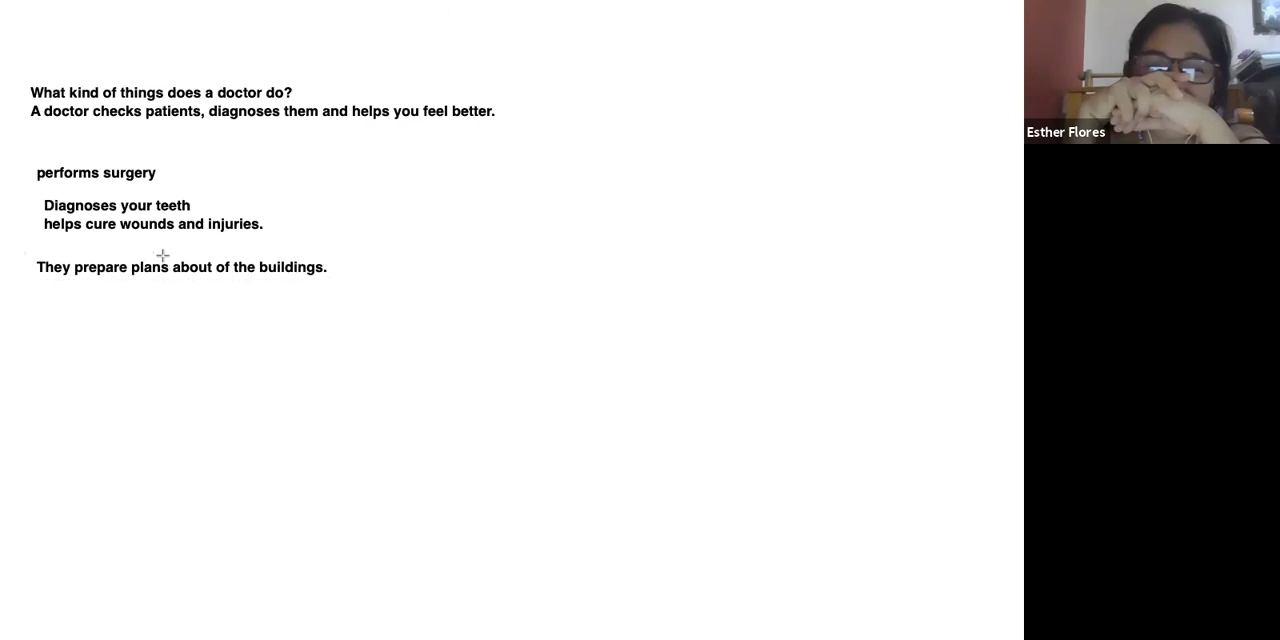 What kind of things does a doctor do?
A doctor checks patients, diagnoses them and helps you feel better.
performs surgery
Diagnoses your teeth
helps cure wounds and injuries.
They prepare plans about of the buildings.
Esther Flores